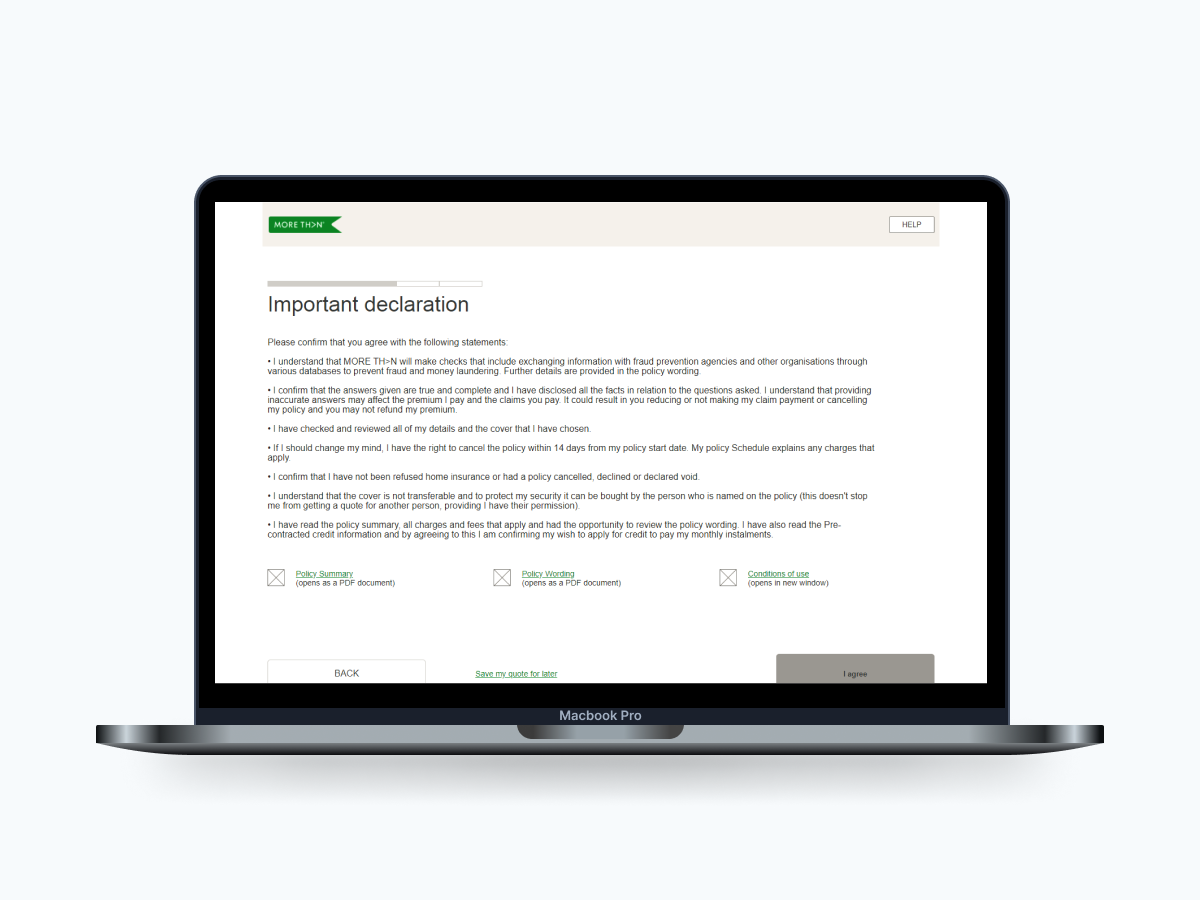 MORE TH>N
HELP
Important declaration
Please confirm that you agree with the following statements:
• I understand that MORE TH>N will make checks that include exchanging information with fraud prevention agencies and other organisations through
various databases to prevent fraud and money laundering. Further details are provided in the policy wording.
• I confirm that the answers given are true and complete and I have disclosed all the facts in relation to the questions asked. I understand that providing
inaccurate answers may affect the premium I pay and the claims you pay. It could result in you reducing or not making my claim payment or cancelling
my policy and you may not refund my premium.
• I have checked and reviewed all of my details and the cover that I have chosen.
• If I should change my mind, I have the right to cancel the policy within 14 days from my policy start date. My policy Schedule explains any charges that
apply.
• I confirm that I have not been refused home insurance or had a policy cancelled, declined or declared void.
• I understand that the cover is not transferable and to protect my security it can be bought by the person who is named on the policy (this doesn't stop
me from getting a quote for another person, providing I have their permission).
• I have read the policy summary, all charges and fees that apply and had the opportunity to review the policy wording. I have also read the Pre-
contracted credit information and by agreeing to this I am confirming my wish to apply for credit to pay my monthly instalments.
Policy Summary
(opens as a PDF document)
Policy Wording
(opens as a PDF document)
Conditions of use
(opens in new window)
BACK
Save my quote for later
I agree
Macbook Pro